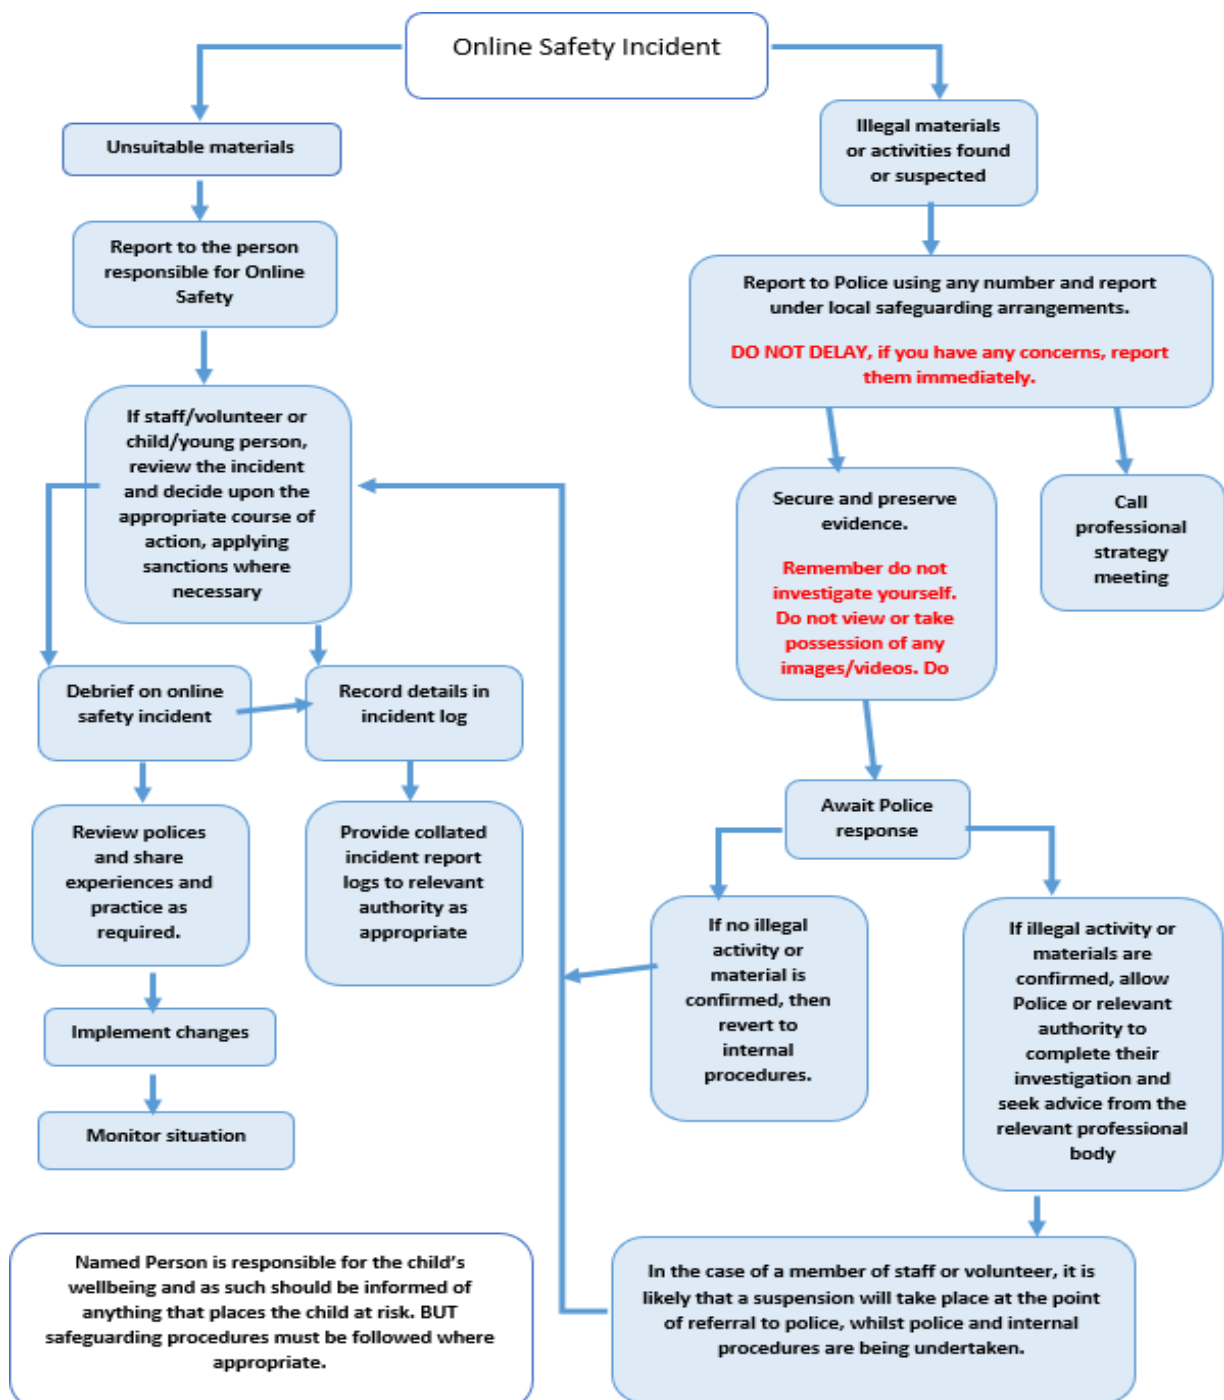 Online Safety Incident
Unsuitable materials
Illegal materials
or activities found
or suspected
Report to the person
responsible for Online
Safety
Report to Police using any number and report
under local safeguarding arrangements.
DO NOT DELAY, if you have any concerns, report
them immediately.
If staff/volunteer or
child/young person,
review the incident
and decide upon the
appropriate course of
action, applying
sanctions where
necessary
Secure and preserve
evidence.
Remember do not
investigate yourself.
Do not view or take
possession of any
images/videos. Do
Call
professional
strategy
meeting
Debrief on online
safety incident
Record details in
incident log
Review polices
and share
experiences and
practice as
required.
Provide collated
incident report
logs to relevant
authority as
appropriate
Await Police
response
If no illegal
activity or
material is
confirmed, then
revert to
internal
procedures.
If illegal activity or
materials are
confirmed, allow
Police or relevant
authority to
complete their
investigation and
seek advice from the
relevant professional
body
Implement changes
Monitor situation
Named Person is responsible for the child's
wellbeing and as such should be informed of
anything that places the child at risk. BUT
safeguarding procedures must be followed where
appropriate.
In the case of a member of staff or volunteer, it is
likely that a suspension will take place at the point
of referral to police, whilst police and internal
procedures are being undertaken.